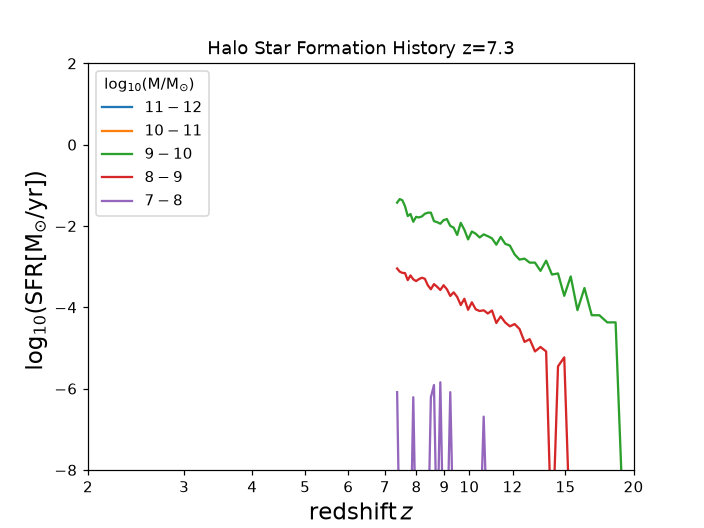 Halo Star Formation History z=7.3
log₁₀(SFR[M⊙/yr])
2
0
−2
−4
−6
−8
log₁₀(M/M⊙)
11 − 12
10 − 11
9 − 10
8 − 9
7 − 8
2 3 4 5 6 7 8 9 10 12 15 20
redshift z